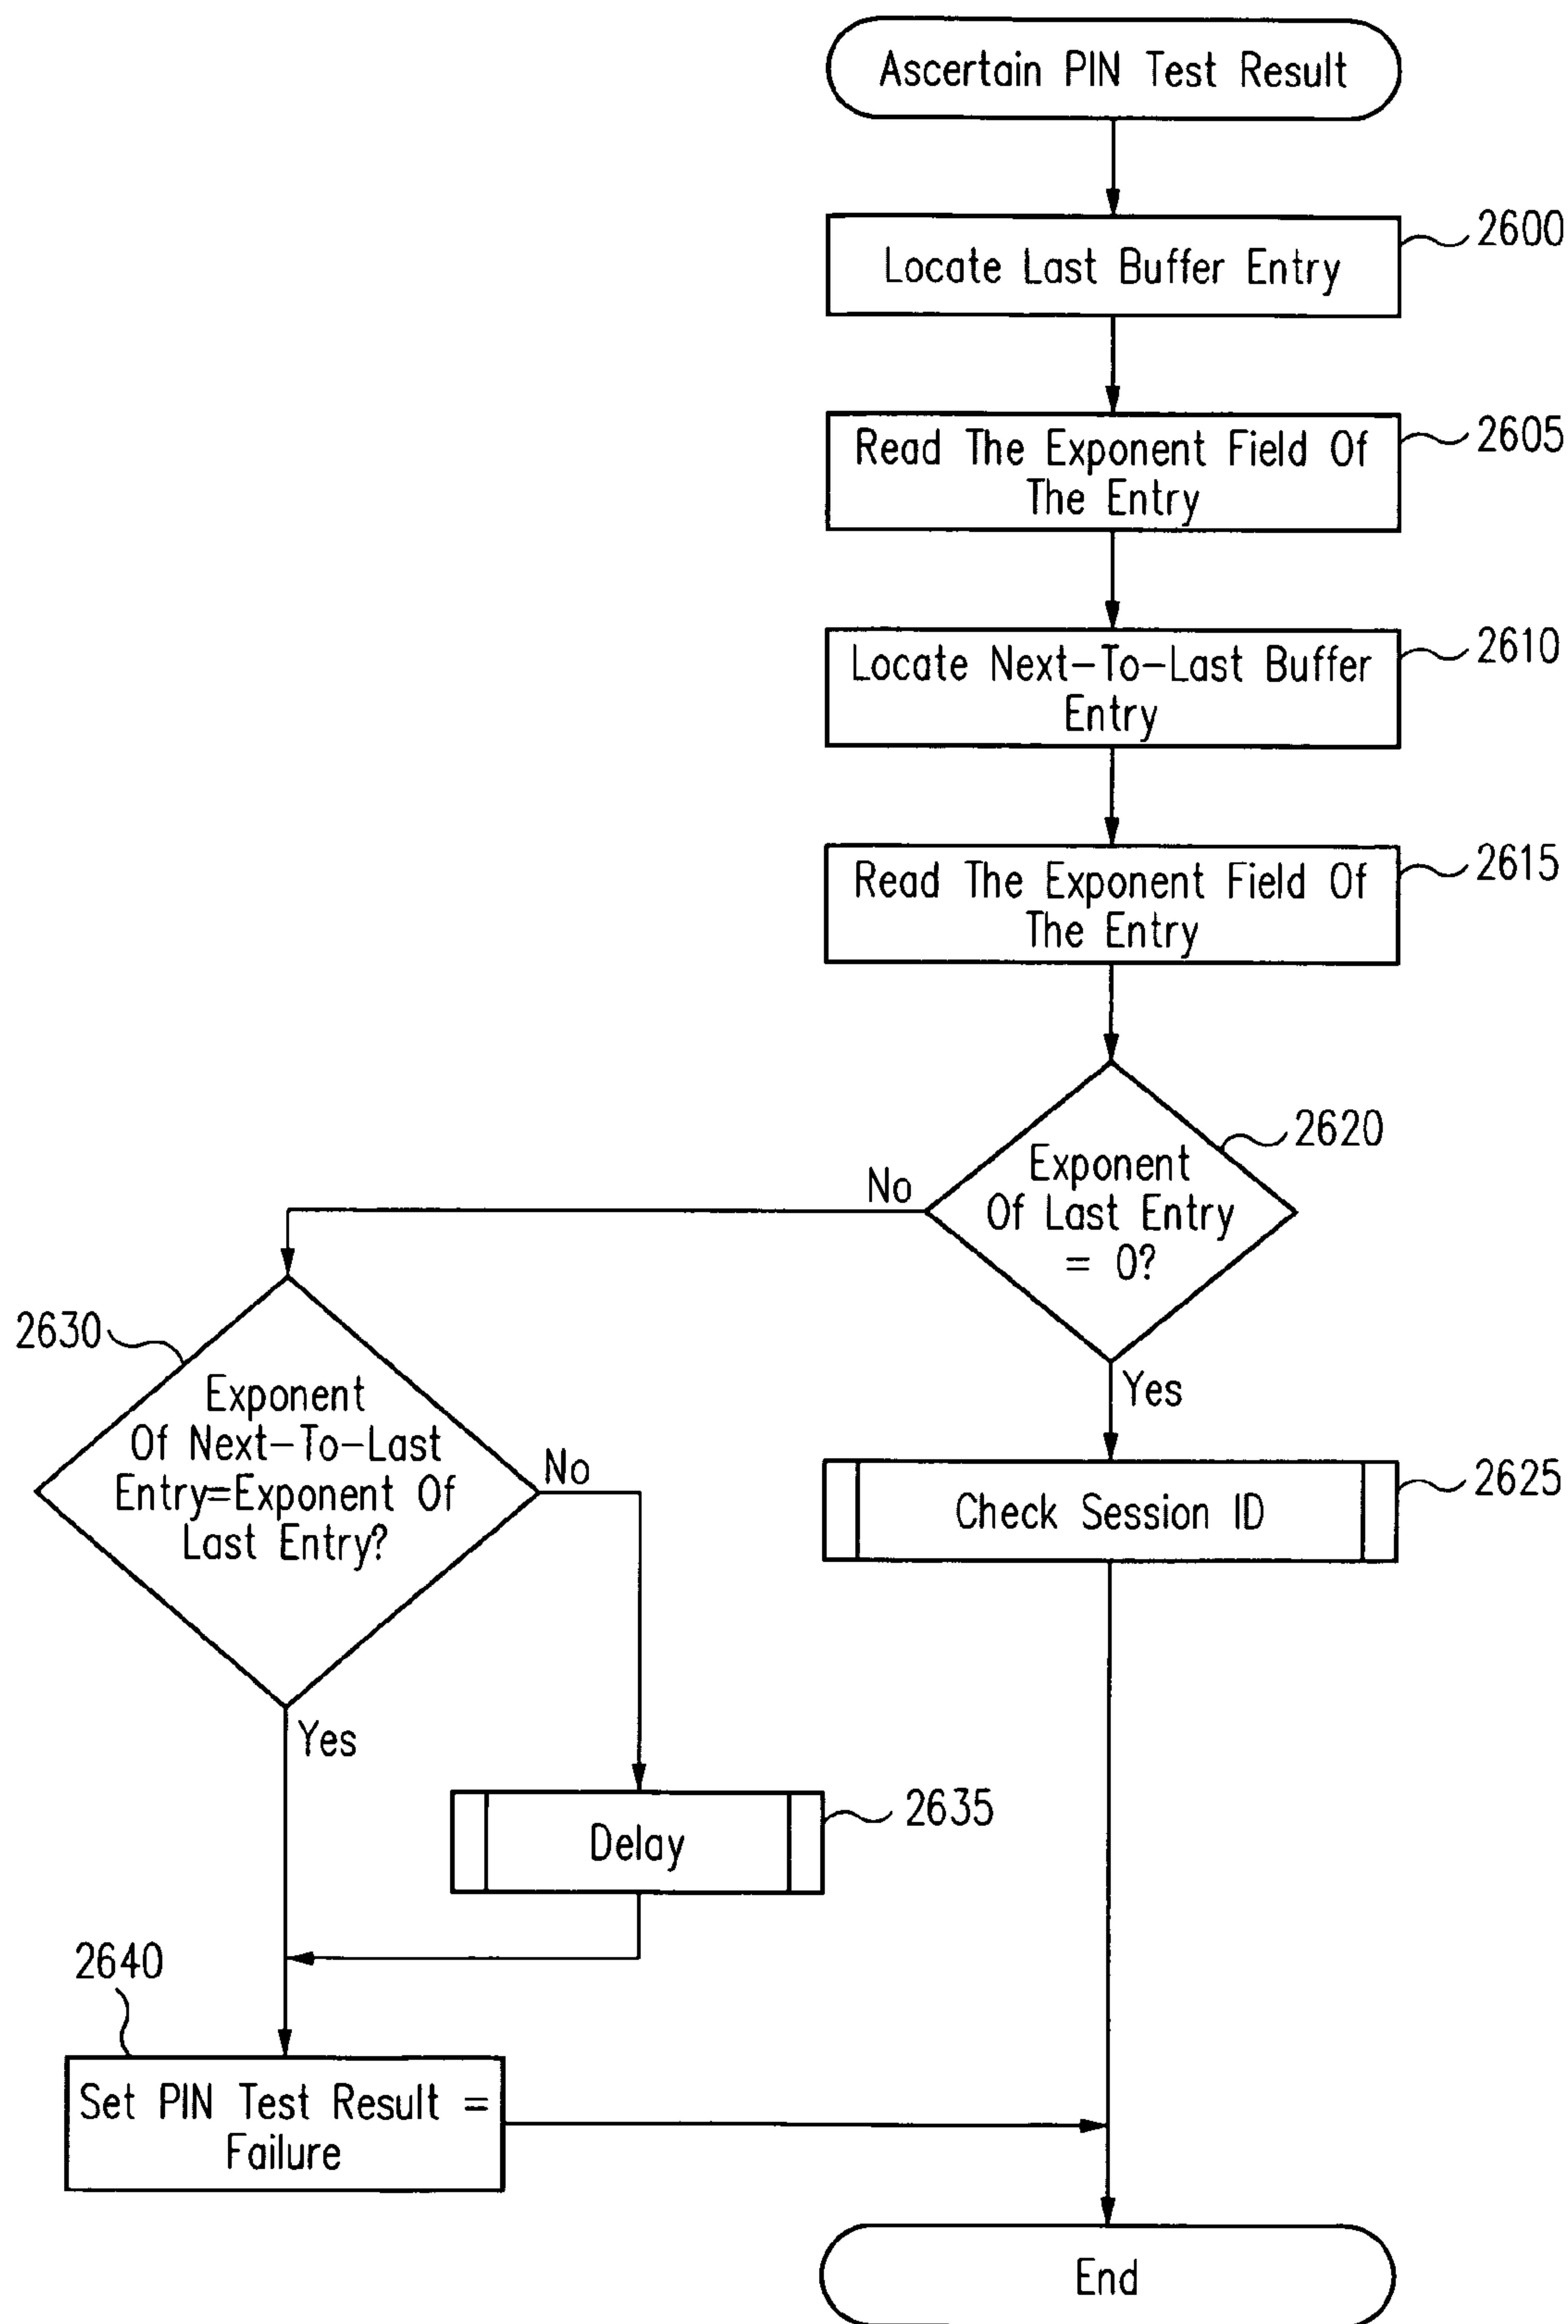 Ascertain PIN Test Result
2600
Locate Last Buffer Entry
2605
Read The Exponent Field Of
The Entry
2610
Locate Next-To-Last Buffer
Entry
2615
Read The Exponent Field Of
The Entry
2620
Exponent
Of Last Entry
= 0?
No
Yes
2630
Exponent
Of Next-To-Last
Entry=Exponent Of
Last Entry?
No
Yes
2625
Check Session ID
2635
Delay
2640
Set PIN Test Result =
Failure
End